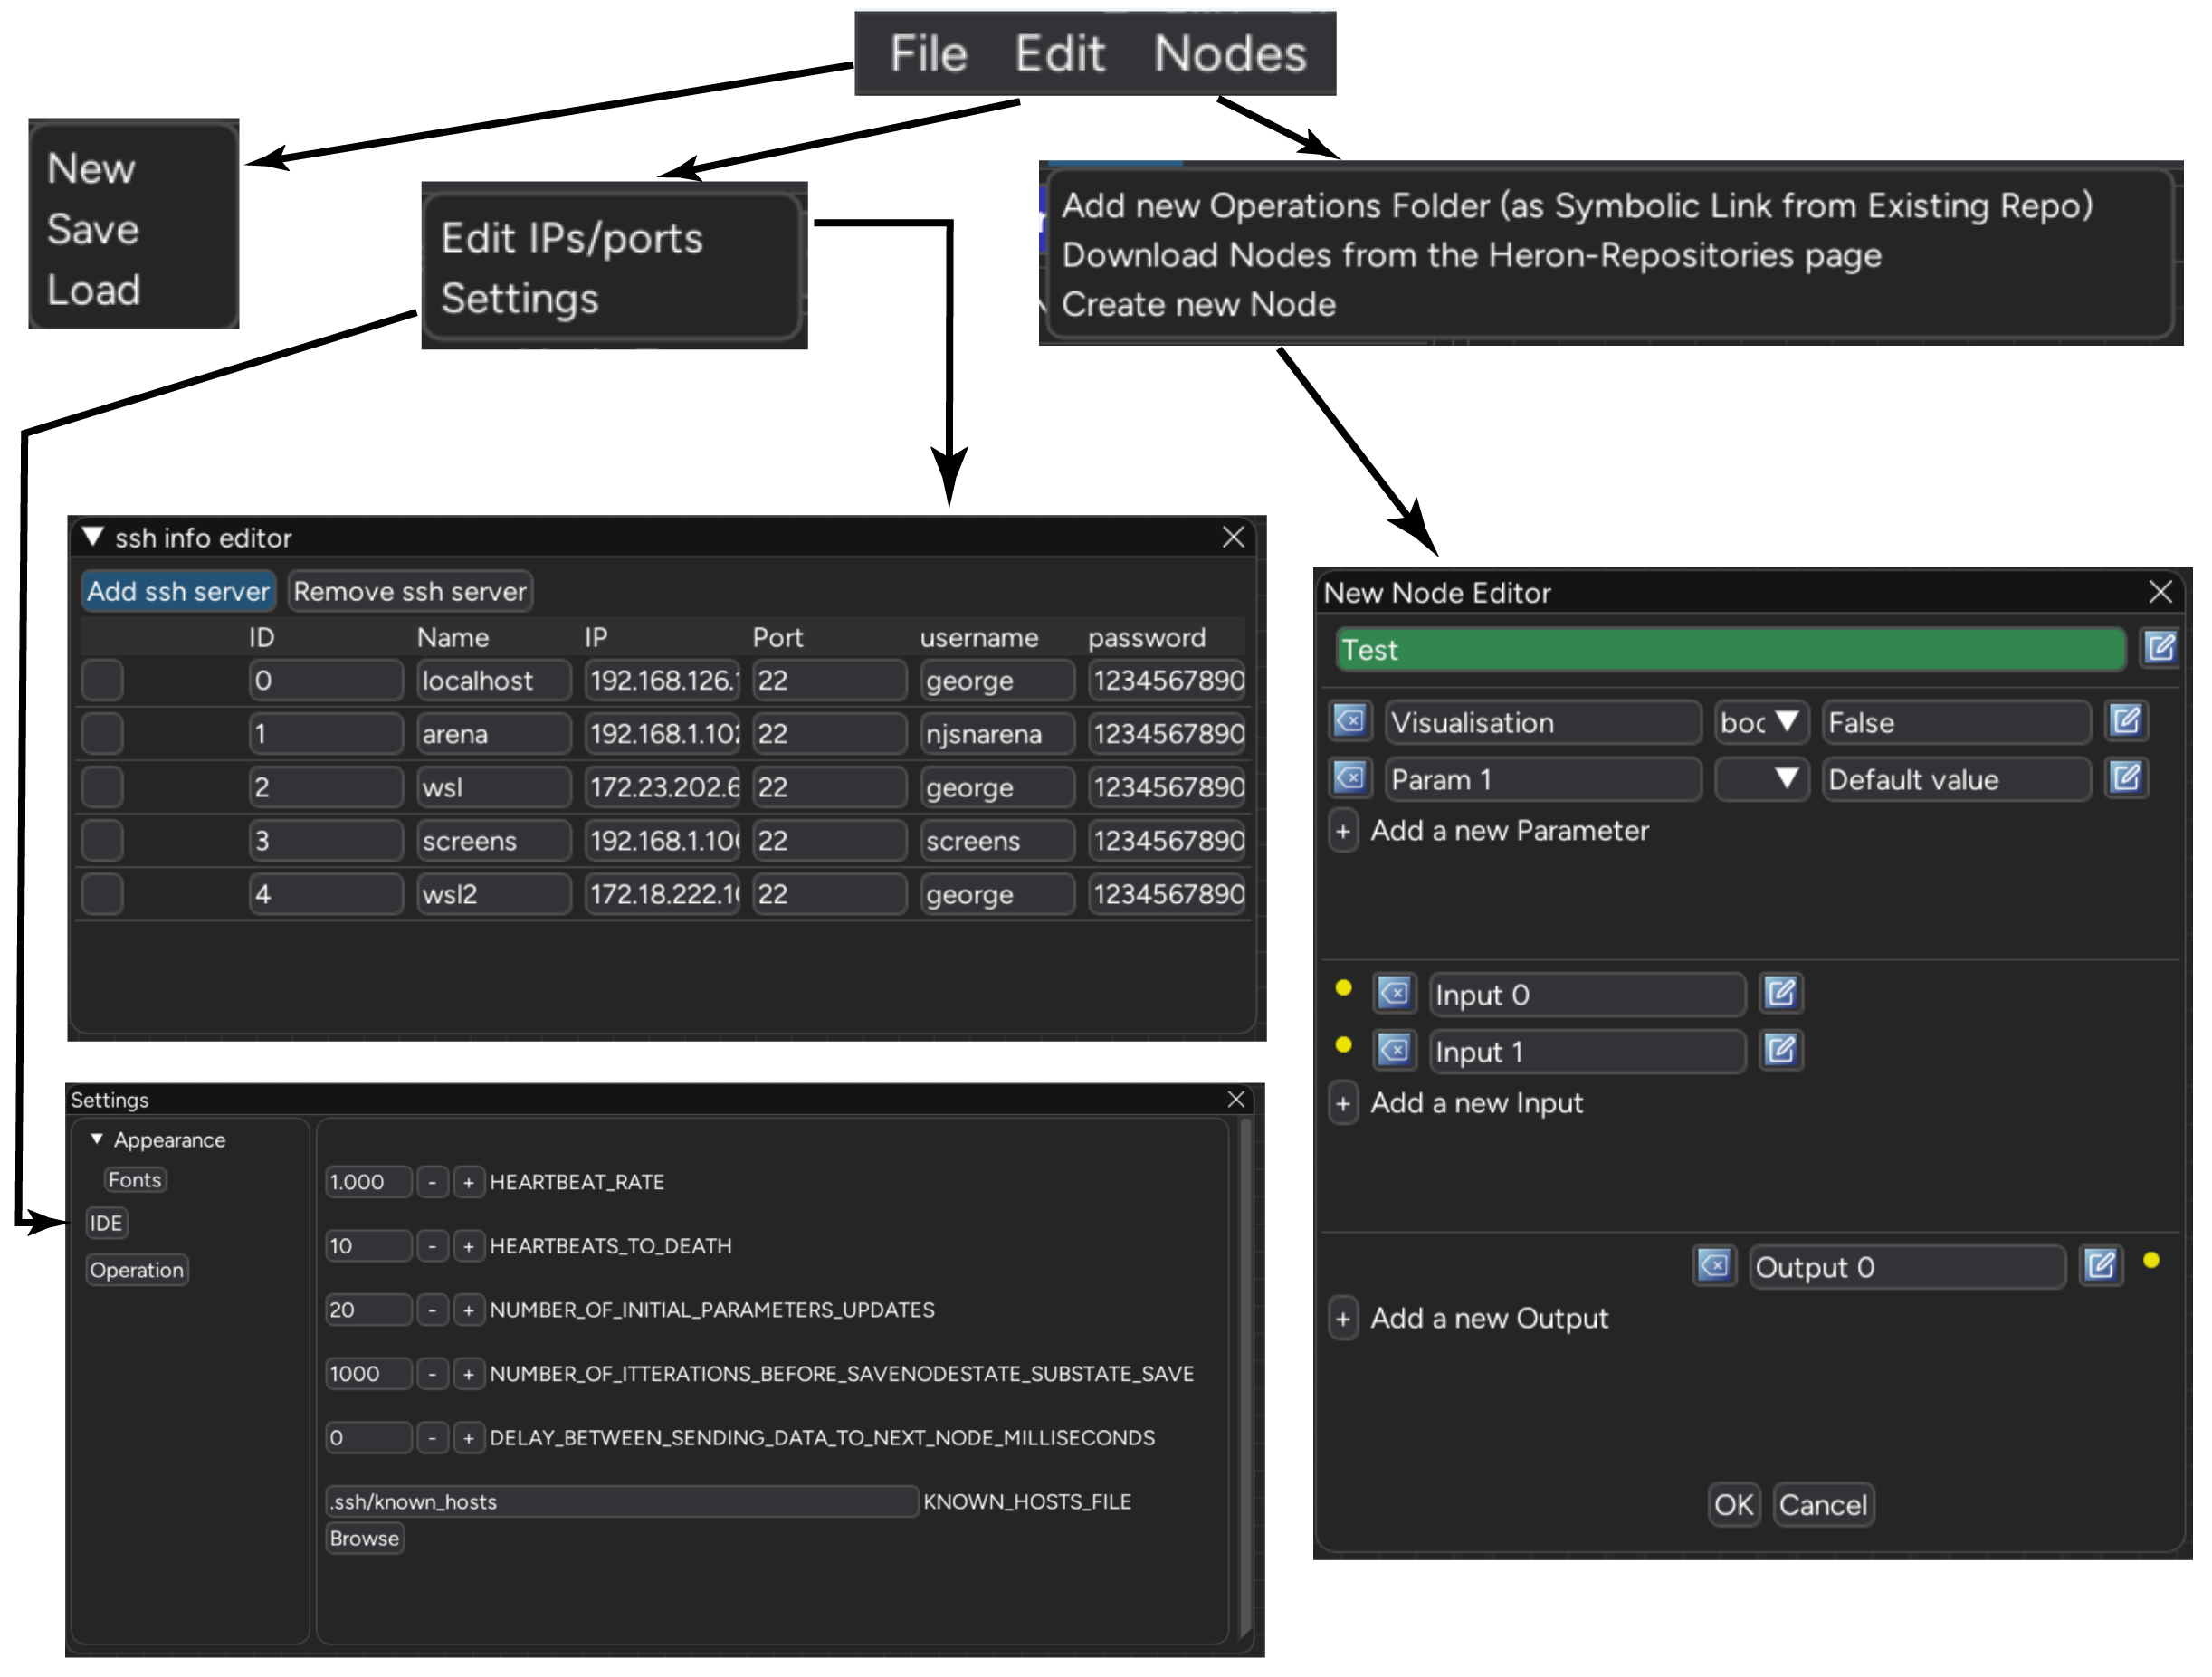 File Edit Nodes
New
Save
Load
Edit IPs/ports
Settings
Add new Operations Folder (as Symbolic Link from Existing Repo)
Download Nodes from the Heron-Repositories page
Create new Node
ssh info editor
Add ssh server Remove ssh server
ID Name IP Port username password
0 localhost 192.168.126. 22 george 1234567890
1 arena 192.168.1.102 22 njsnarena 1234567890
2 wsl 172.23.202.6 22 george 1234567890
3 screens 192.168.1.10 22 screens 1234567890
4 wsl2 172.18.222.1 22 george 1234567890
Settings
Appearance
Fonts
IDE
Operation
1.000 - + HEARTBEAT_RATE
10 - + HEARTBEATS_TO_DEATH
20 - + NUMBER_OF_INITIAL_PARAMETERS_UPDATES
1000 - + NUMBER_OF_ITTERATIONS_BEFORE_SAVENODESTATE_SUBSTATE_SAVE
0 - + DELAY_BETWEEN_SENDING_DATA_TO_NEXT_NODE_MILLISECONDS
.ssh/known_hosts KNOWN_HOSTS_FILE
Browse
New Node Editor
Test
Visualisation boo False
Param 1 Default value
+ Add a new Parameter
Input 0
Input 1
+ Add a new Input
Output 0
+ Add a new Output
OK Cancel